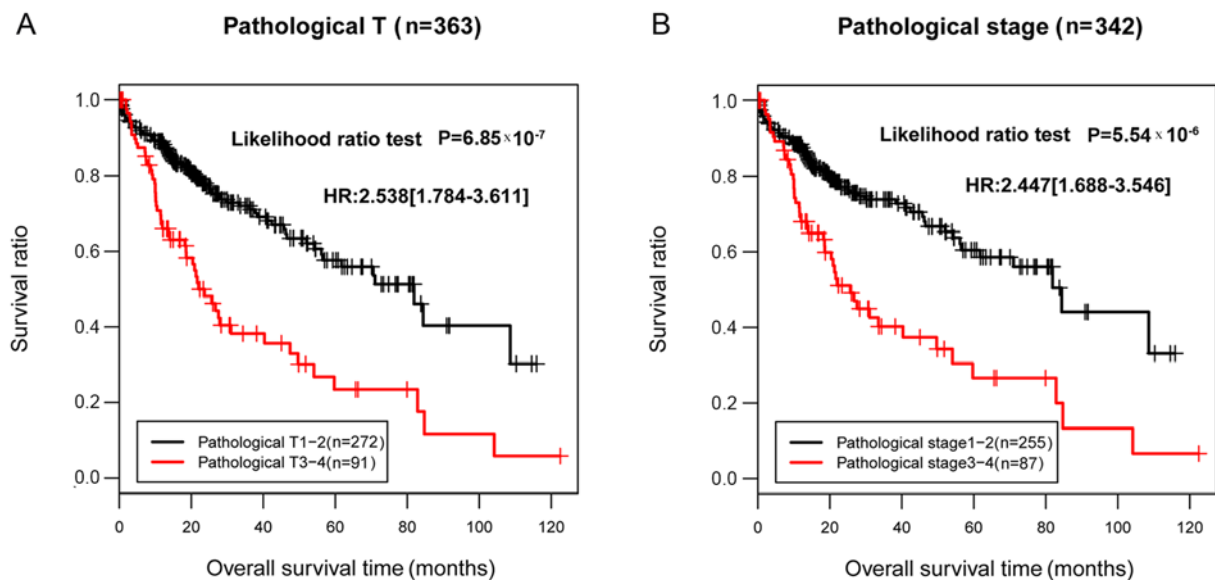 A
Pathological T (n=363)
1.0
0.8
0.6
0.4
0.2
0.0
Survival ratio
Likelihood ratio test P=6.85×10-7
HR:2.538[1.784-3.611]
Pathological T1-2(n=272)
Pathological T3-4(n=91)
0 20 40 60 80 100 120
Overall survival time (months)
B
Pathological stage (n=342)
1.0
0.8
0.6
0.4
0.2
0.0
Survival ratio
Likelihood ratio test P=5.54×10-6
HR:2.447[1.688-3.546]
Pathological stage1-2(n=255)
Pathological stage3-4(n=87)
0 20 40 60 80 100 120
Overall survival time (months)